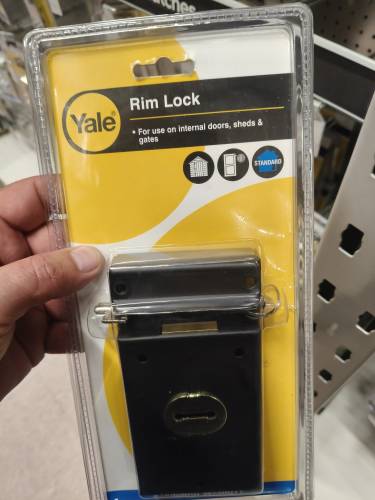 Yale
Rim Lock
• For use on internal doors, sheds &
gates
STANDARD